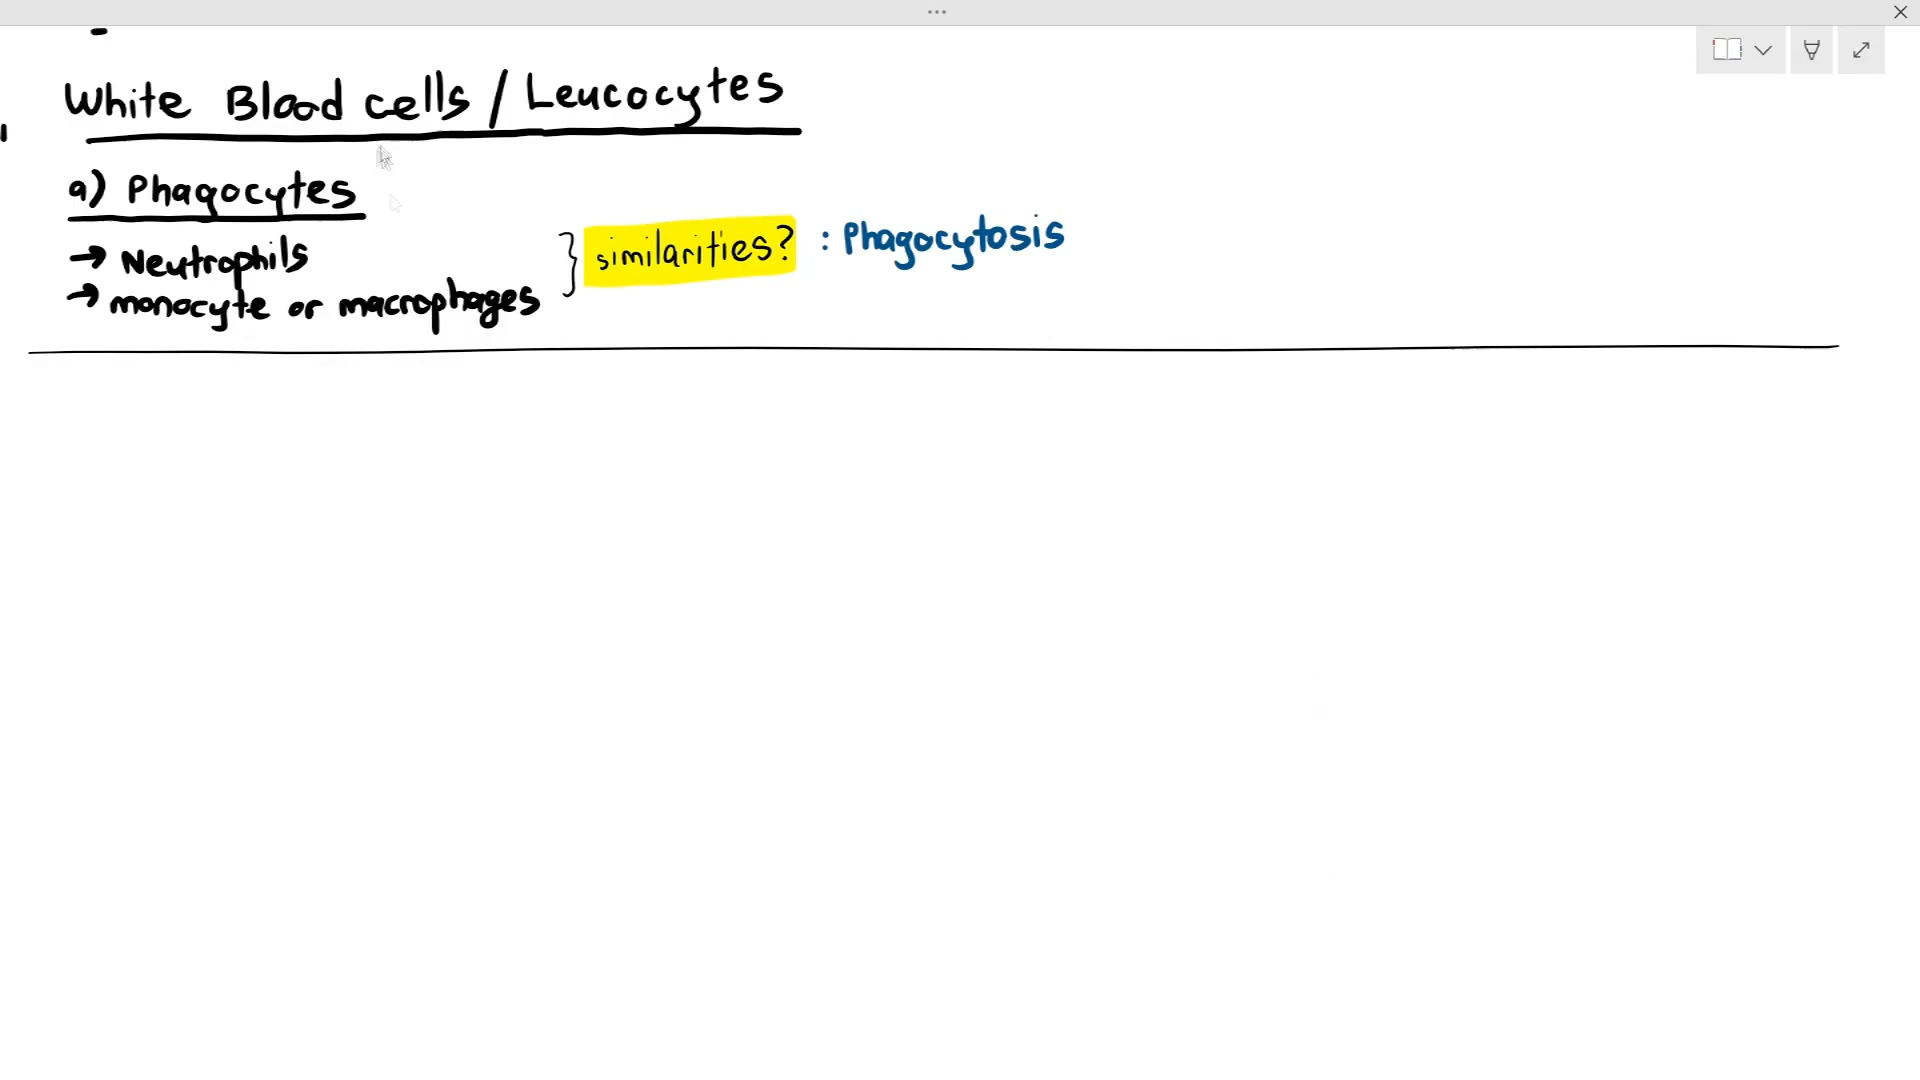 White Blood cells / Leucocytes
a) Phagocytes
→ Neutrophils
→ monocyte or macrophages
} similarities? : Phagocytosis